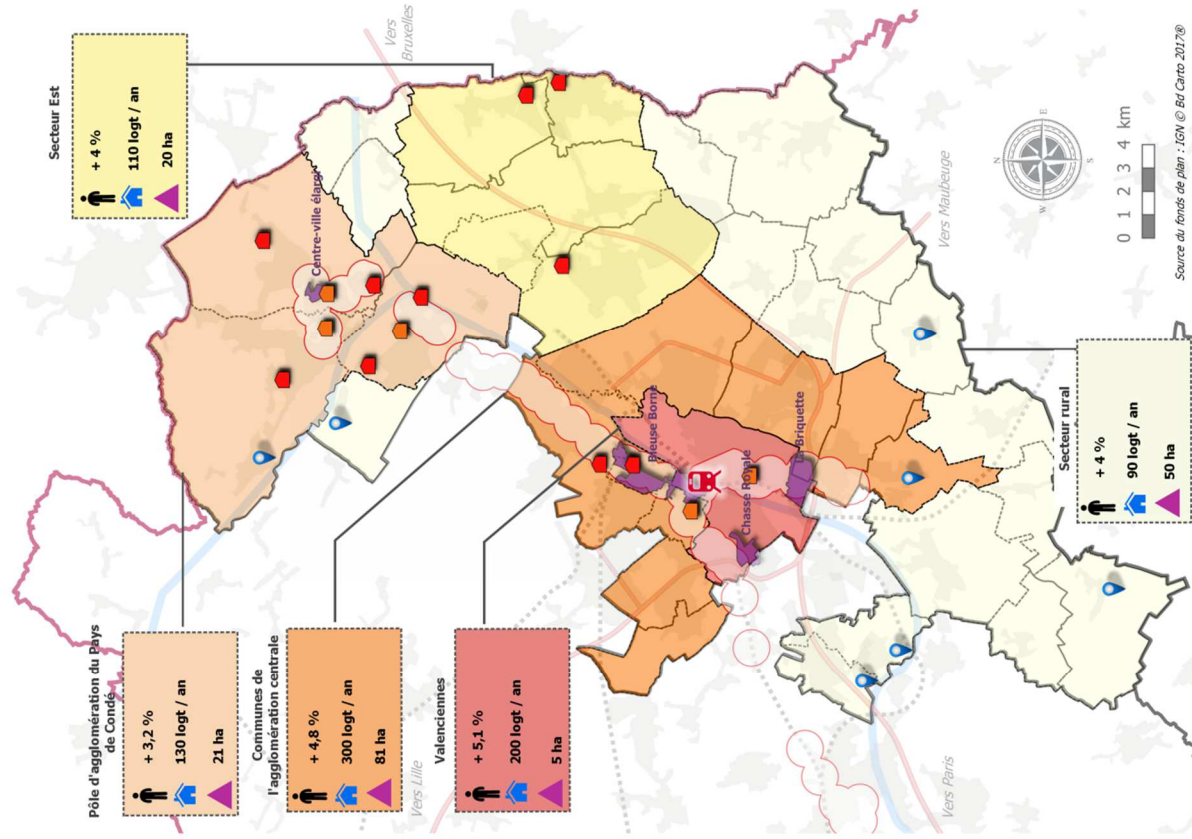 Pôle d'agglomération du Pays
de Condé
+ 3,2 %
130 logt / an
21 ha
Communes de
l'agglomération centrale
+ 4,8 %
300 logt / an
81 ha
Valenciennes
+ 5,1 %
200 logt / an
5 ha
Secteur Est
+ 4 %
110 logt / an
20 ha
Secteur rural
+ 4 %
90 logt / an
50 ha
Vers Lille
Vers
Bruxelles
Centre-ville élargi
Bleuse Borne
Chasse Royale
La Briquette
Vers Paris
Vers Maubeuge
N
W
E
S
0 1 2 3 4 km
Source du fonds de plan : IGN © Bd Carto 2017®